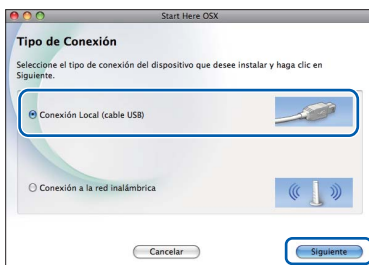 Start Here OSX
Tipo de Conexión
Seleccione el tipo de conexión del dispositivo que desee instalar y haga clic en
Siguiente.
Conexión Local (cable USB)
Conexión a la red inalámbrica
Cancelar
Siguiente